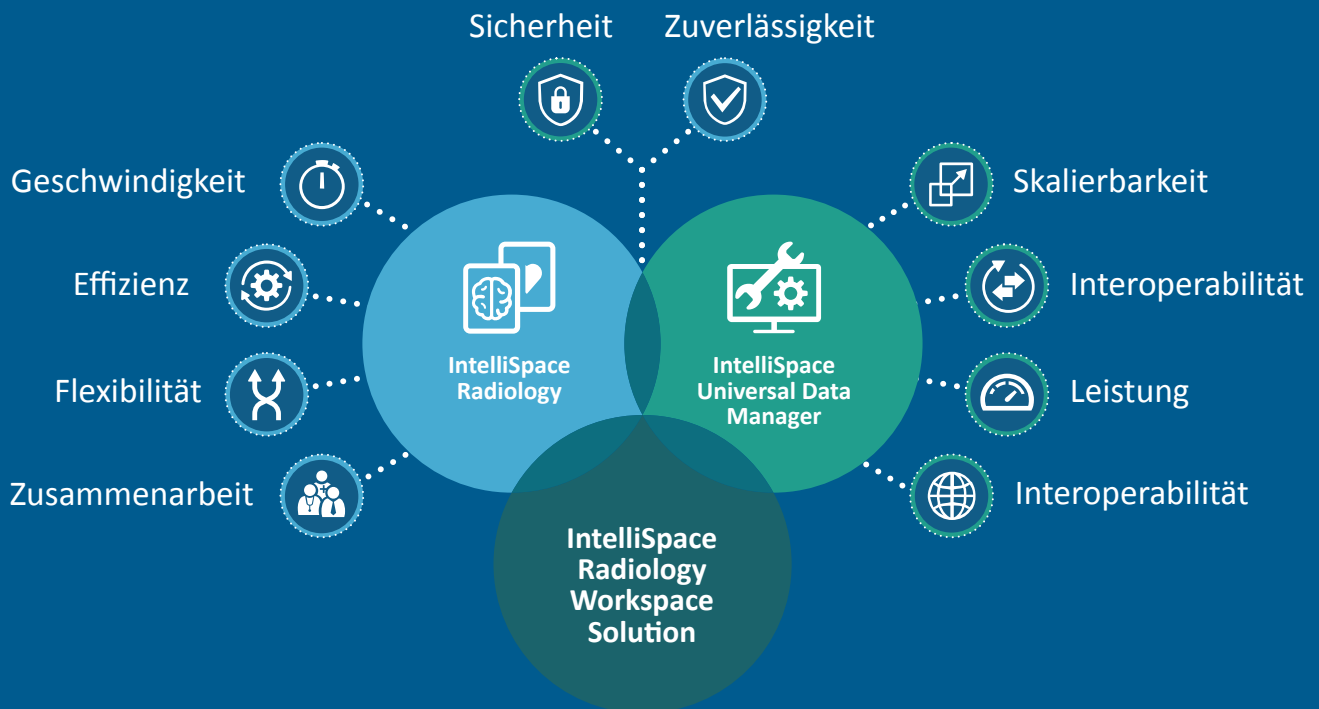 Sicherheit
Zuverlässigkeit
Geschwindigkeit
Skalierbarkeit
Effizienz
Interoperabilität
IntelliSpace
Radiology
IntelliSpace
Universal Data
Manager
Flexibilität
Leistung
Zusammenarbeit
Interoperabilität
IntelliSpace
Radiology
Workspace
Solution